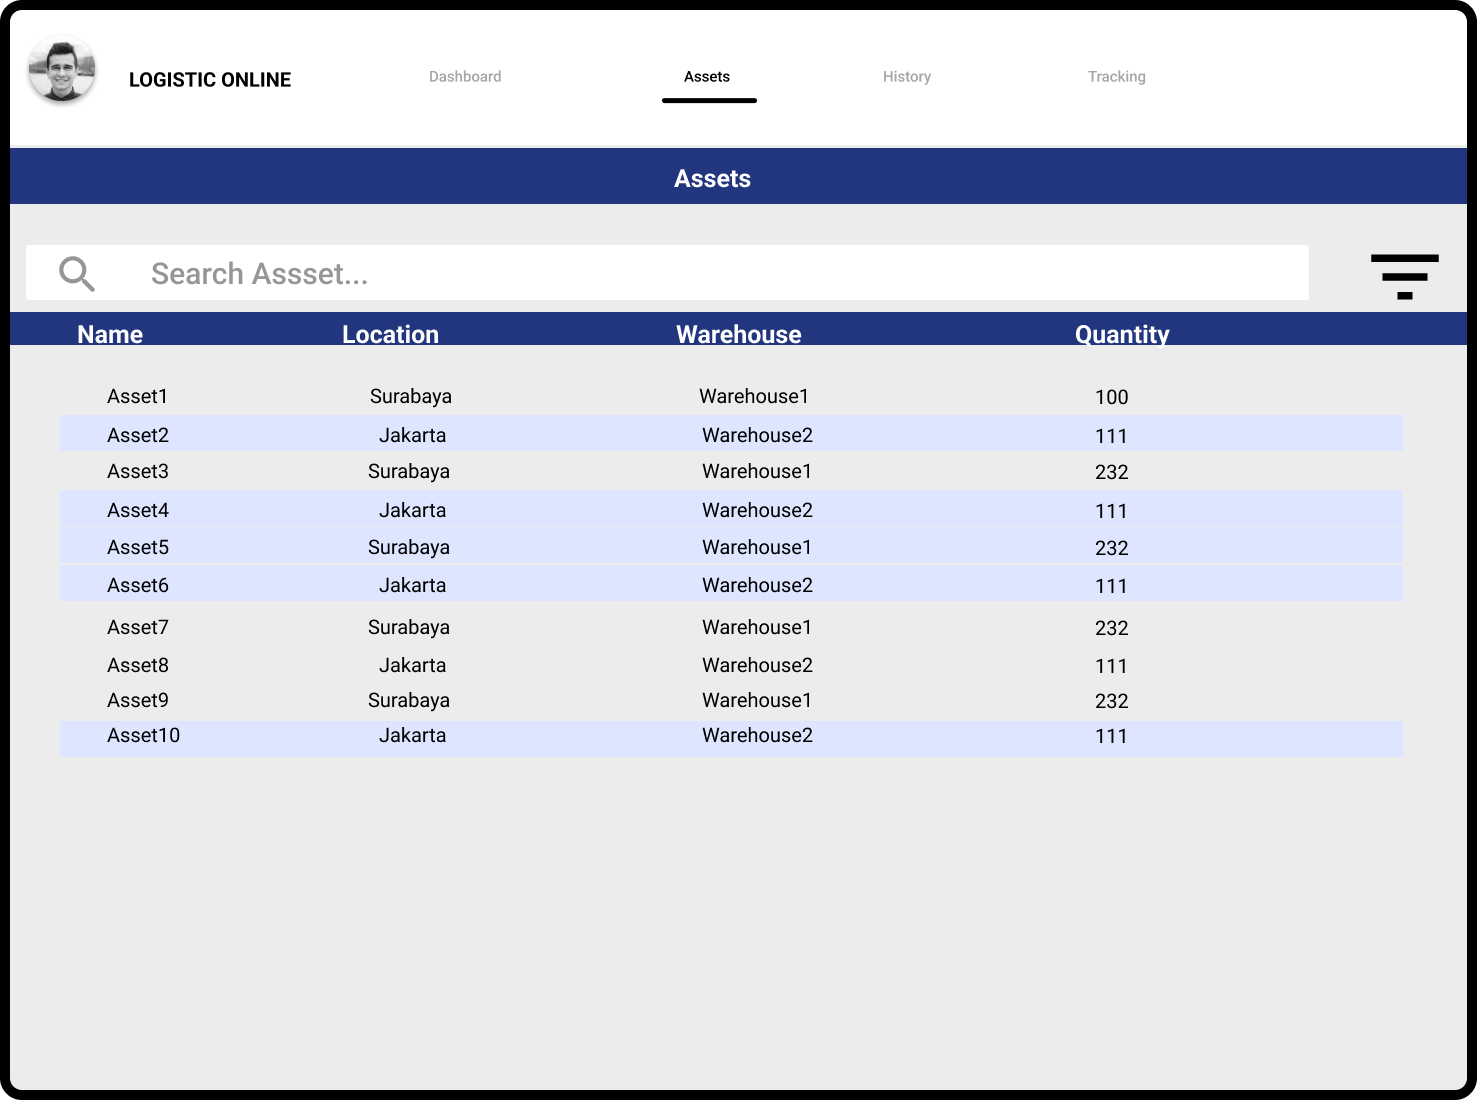 LOGISTIC ONLINE Dashboard Assets History Tracking
Assets
Search Assset...
Name Location Warehouse Quantity
Asset1 Surabaya Warehouse1 100
Asset2 Jakarta Warehouse2 111
Asset3 Surabaya Warehouse1 232
Asset4 Jakarta Warehouse2 111
Asset5 Surabaya Warehouse1 232
Asset6 Jakarta Warehouse2 111
Asset7 Surabaya Warehouse1 232
Asset8 Jakarta Warehouse2 111
Asset9 Surabaya Warehouse1 232
Asset10 Jakarta Warehouse2 111